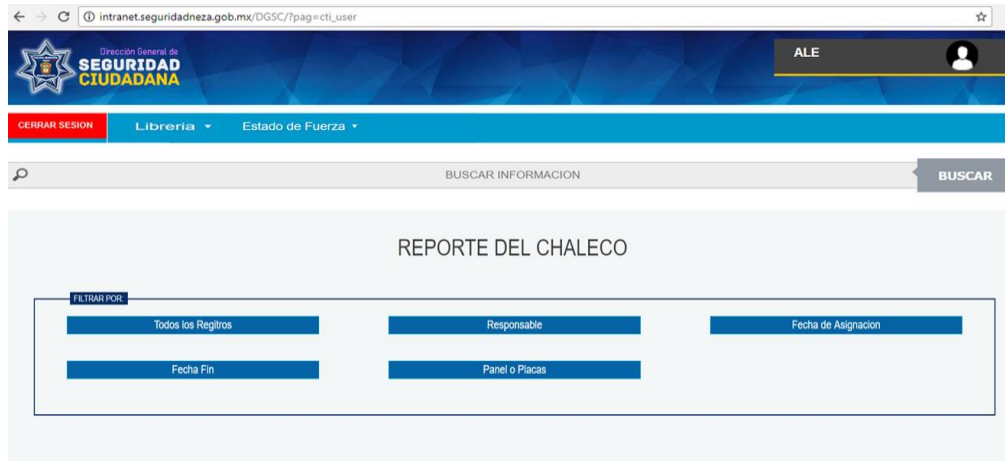 intranet.seguridadneza.gob.mx/DGSC/?pag=cti_user
Dirección General de
SEGURIDAD
CIUDADANA
ALE
CERRAR SESION Libreria Estado de Fuerza
BUSCAR INFORMACION BUSCAR
REPORTE DEL CHALECO
FILTRAR POR:
Todos los Regitros Responsable Fecha de Asignacion
Fecha Fin Panel o Placas